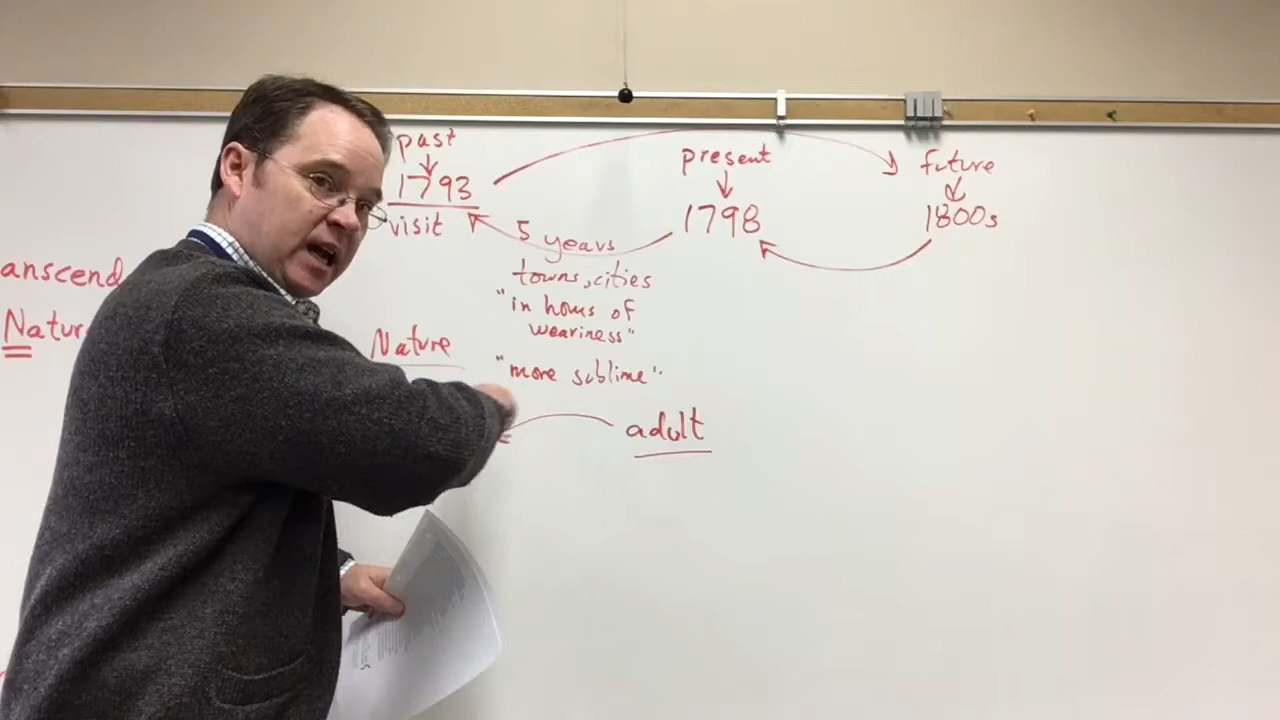 past
1793
visit
present
1798
future
1800s
5 years
towns, cities
"in hours of
weariness"
"more sublime".
anscend
Natur
Nature
adult